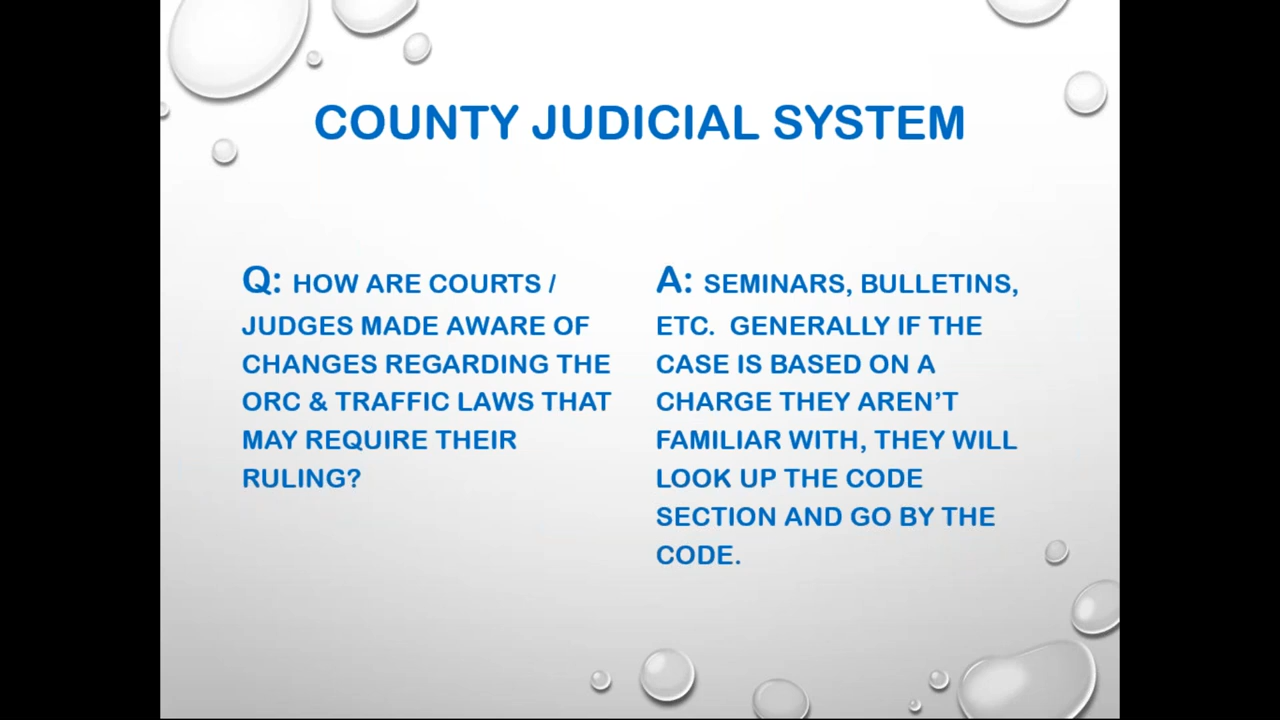 COUNTY JUDICIAL SYSTEM
Q: HOW ARE COURTS /
JUDGES MADE AWARE OF
CHANGES REGARDING THE
ORC & TRAFFIC LAWS THAT
MAY REQUIRE THEIR
RULING?
A: SEMINARS, BULLETINS,
ETC. GENERALLY IF THE
CASE IS BASED ON A
CHARGE THEY AREN'T
FAMILIAR WITH, THEY WILL
LOOK UP THE CODE
SECTION AND GO BY THE
CODE.